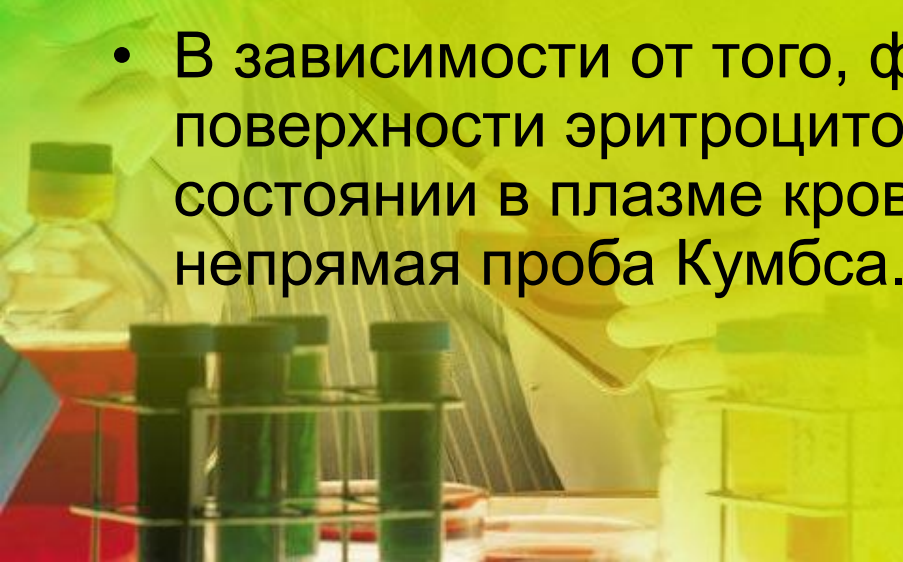 • В зависимости от того, ф
поверхности эритроцито
состоянии в плазме кров
непрямая проба Кумбса.